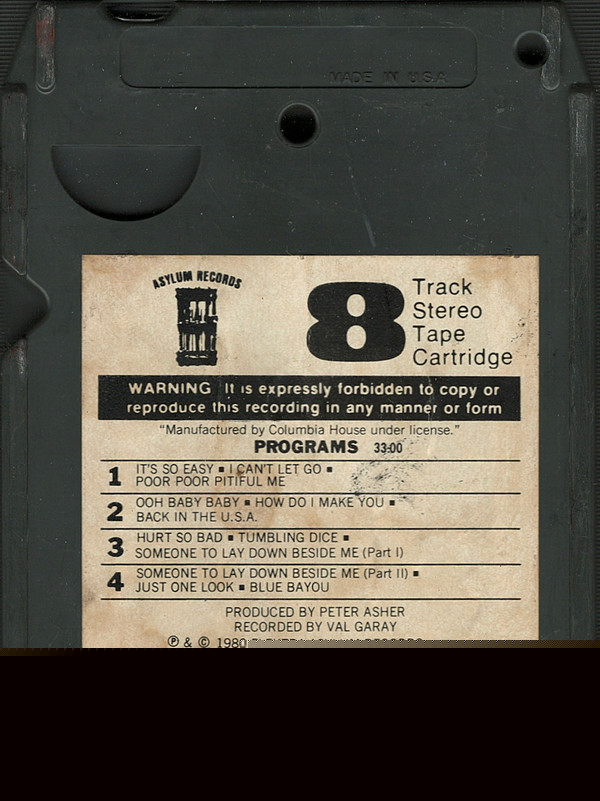 MADE IN U.S.A.
ASYLUM RECORDS
8 Track
Stereo
Tape
Cartridge
WARNING It is expressly forbidden to copy or
reproduce this recording in any manner or form
"Manufactured by Columbia House under license."
PROGRAMS 33:00
1 IT'S SO EASY ▪ I CAN'T LET GO ▪
POOR POOR PITIFUL ME
2 OOH BABY BABY ▪ HOW DO I MAKE YOU ▪
BACK IN THE U.S.A.
3 HURT SO BAD ▪ TUMBLING DICE ▪
SOMEONE TO LAY DOWN BESIDE ME (Part I)
4 SOMEONE TO LAY DOWN BESIDE ME (Part II) ▪
JUST ONE LOOK ▪ BLUE BAYOU
PRODUCED BY PETER ASHER
RECORDED BY VAL GARAY
℗ & © 1980 ELEKTRA/ASYLUM RECORDS